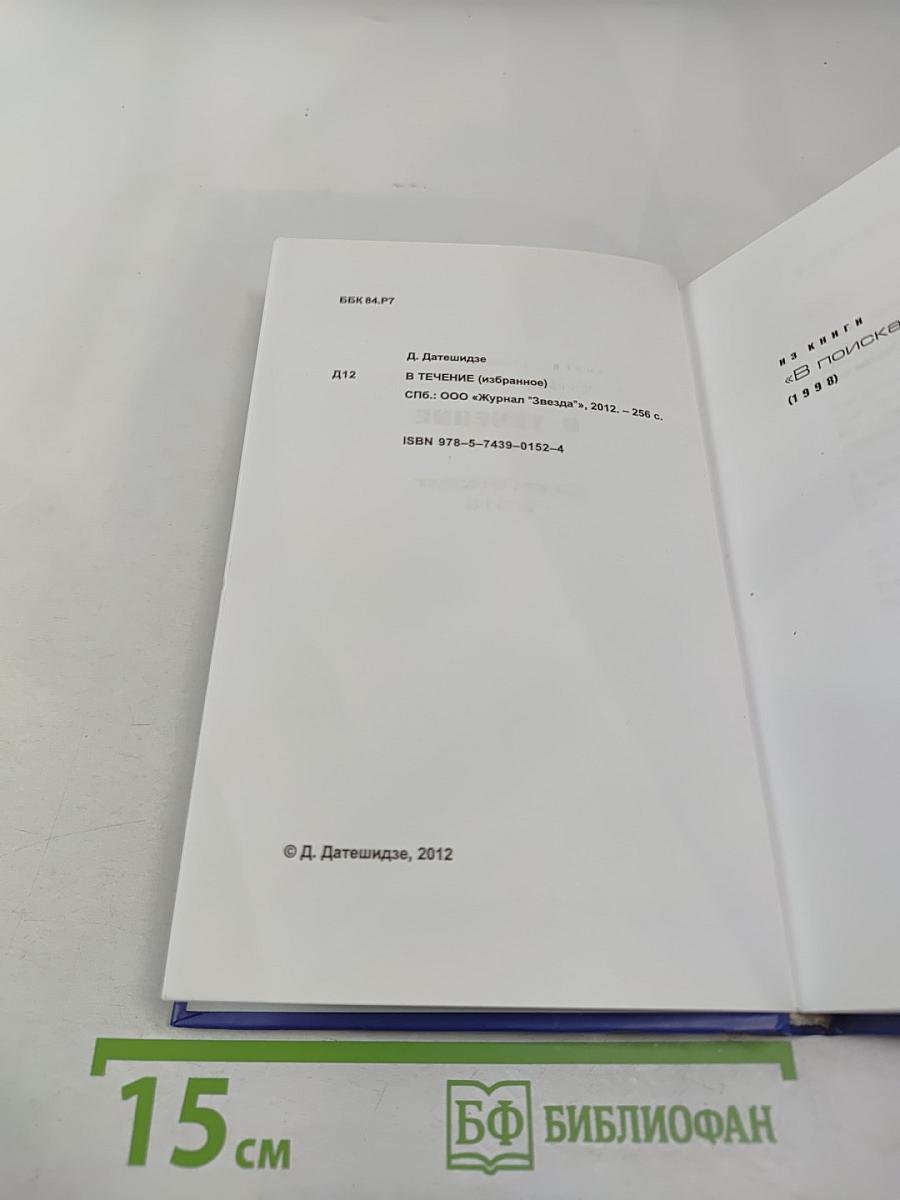 ББК 84.Р7
Д. Датешидзе
Д12 В ТЕЧЕНИЕ (избранное)
СПб.: ООО «Журнал "Звезда"», 2012. – 256 с.
ISBN 978–5–7439–0152–4
© Д. Датешидзе, 2012
из книги
«В поиска
(1998)
15 см
БФ БИБЛИОФАН